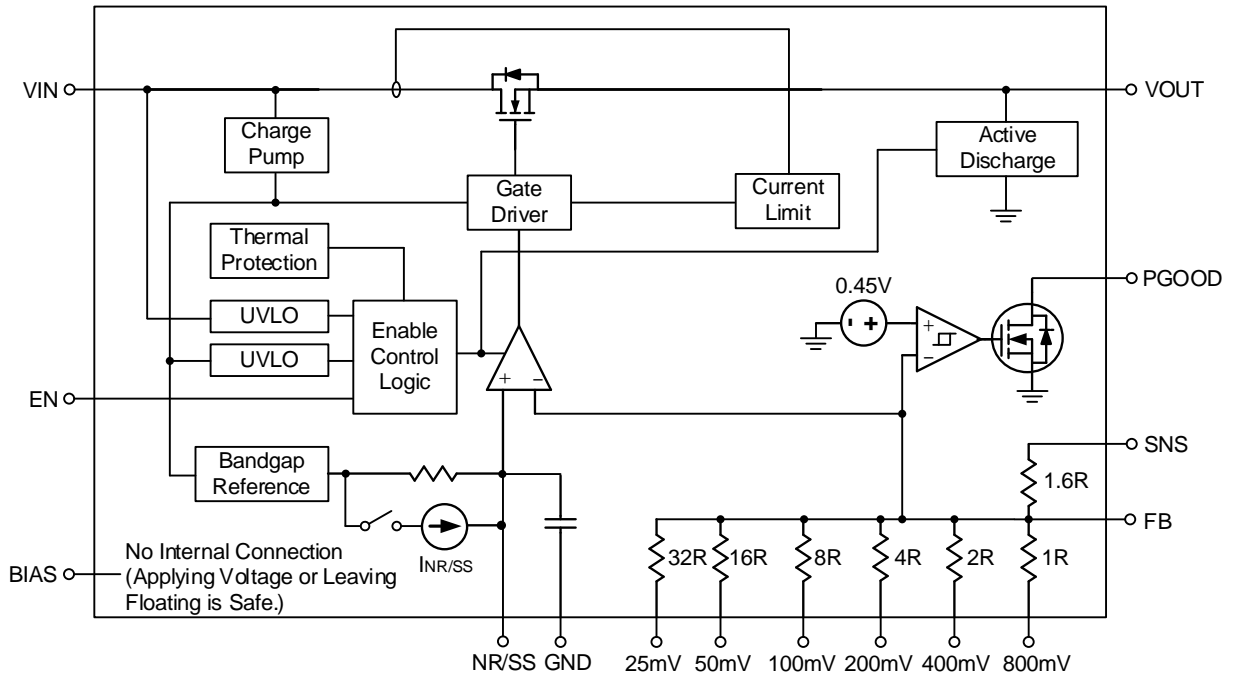 VIN
VOUT
Charge
Pump
Active
Discharge
Gate
Driver
Current
Limit
Thermal
Protection
PGOOD
0.45V
- +
UVLO
Enable
Control
Logic
+
−
UVLO
+ −
EN
SNS
Bandgap
Reference
1.6R
FB
INR/SS
32R
16R
8R
4R
2R
1R
BIAS
No Internal Connection
(Applying Voltage or Leaving
Floating is Safe.)
NR/SS
GND
25mV
50mV
100mV
200mV
400mV
800mV